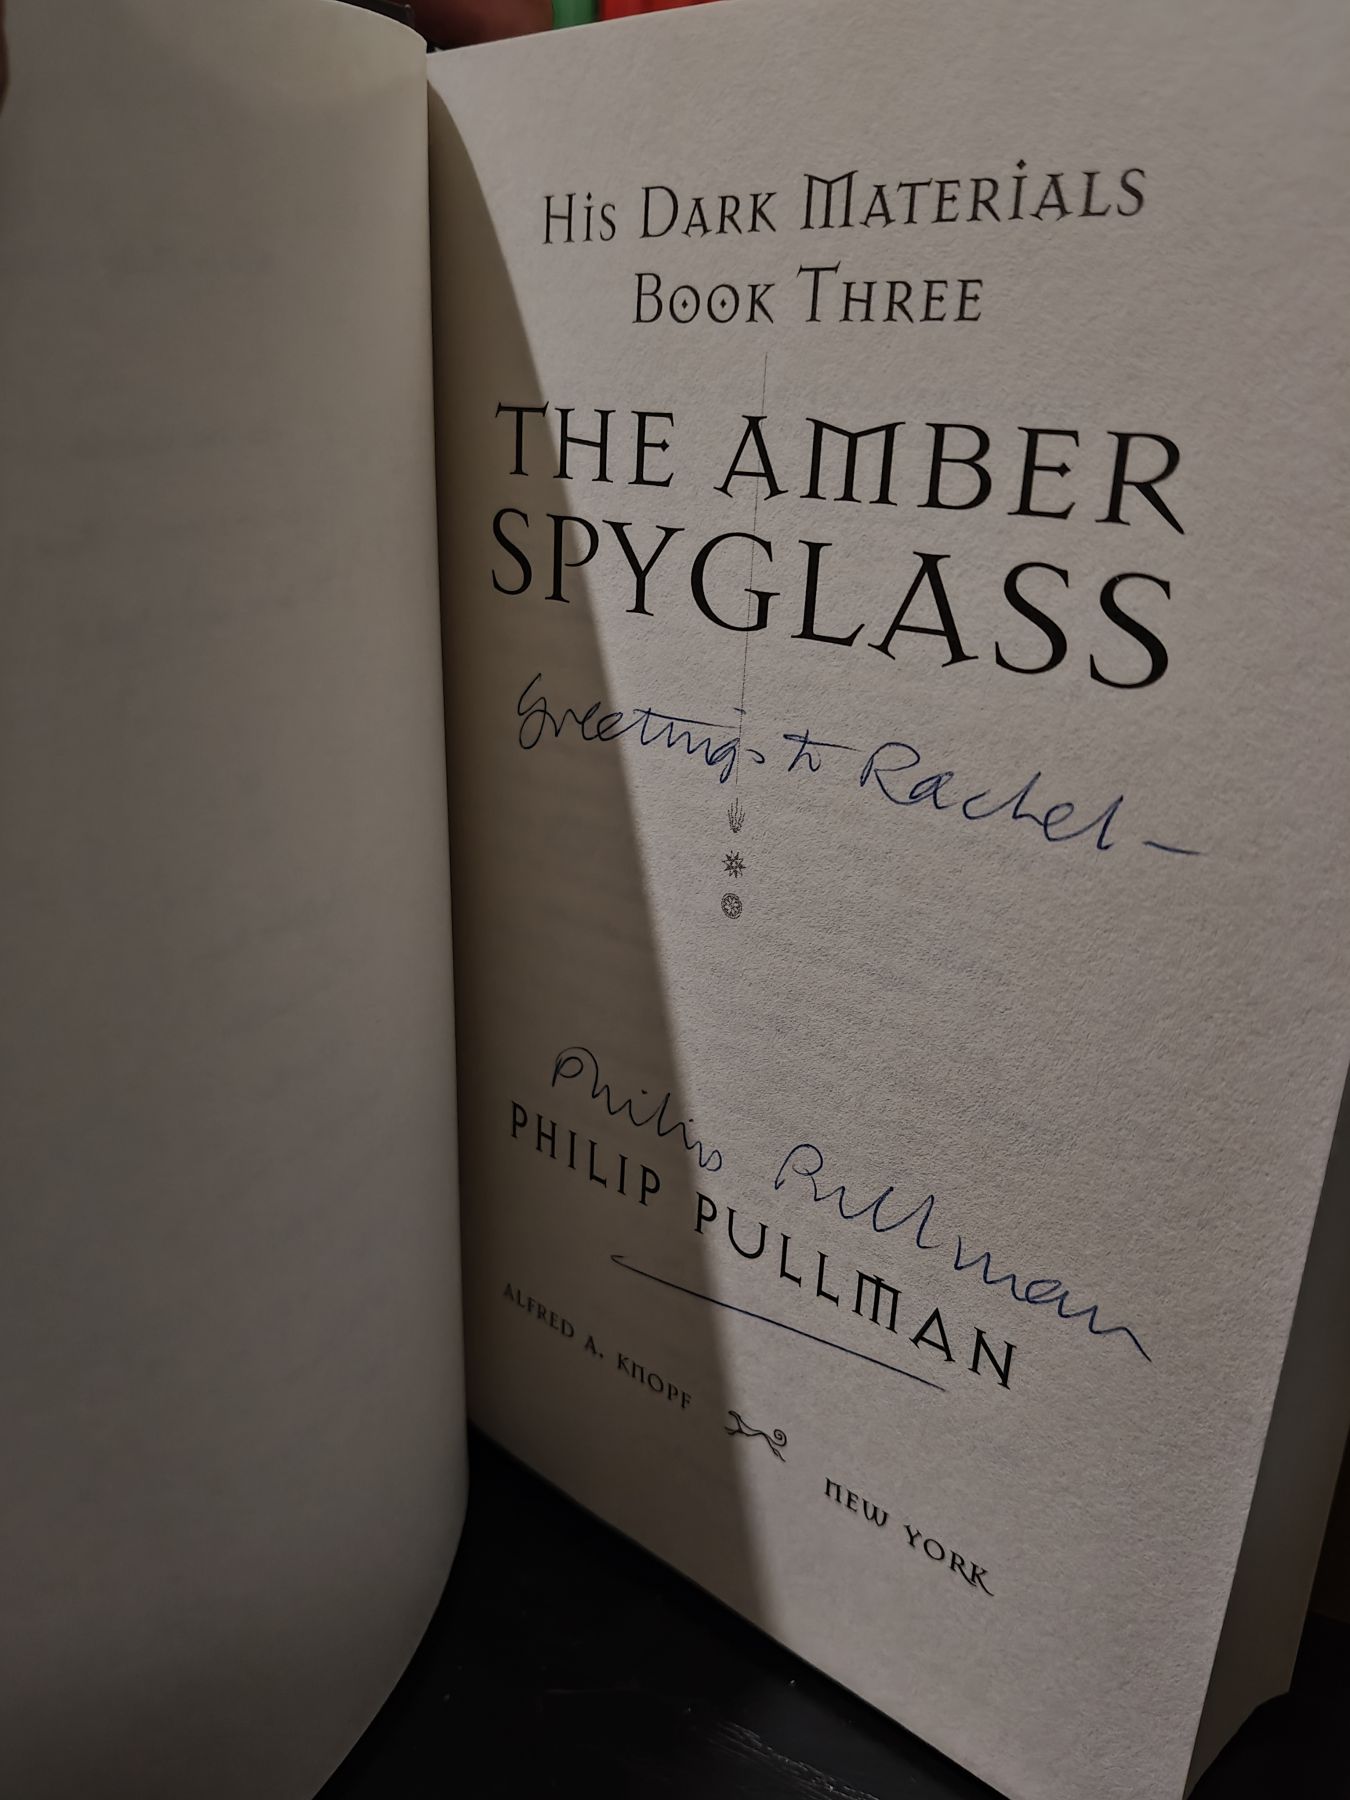 His Dark Materials
Book Three
THE AMBER
SPYGLASS
Greetings to Rachel –
Philip Pullman
PHILIP PULLMAN
ALFRED A. KNOPF NEW YORK